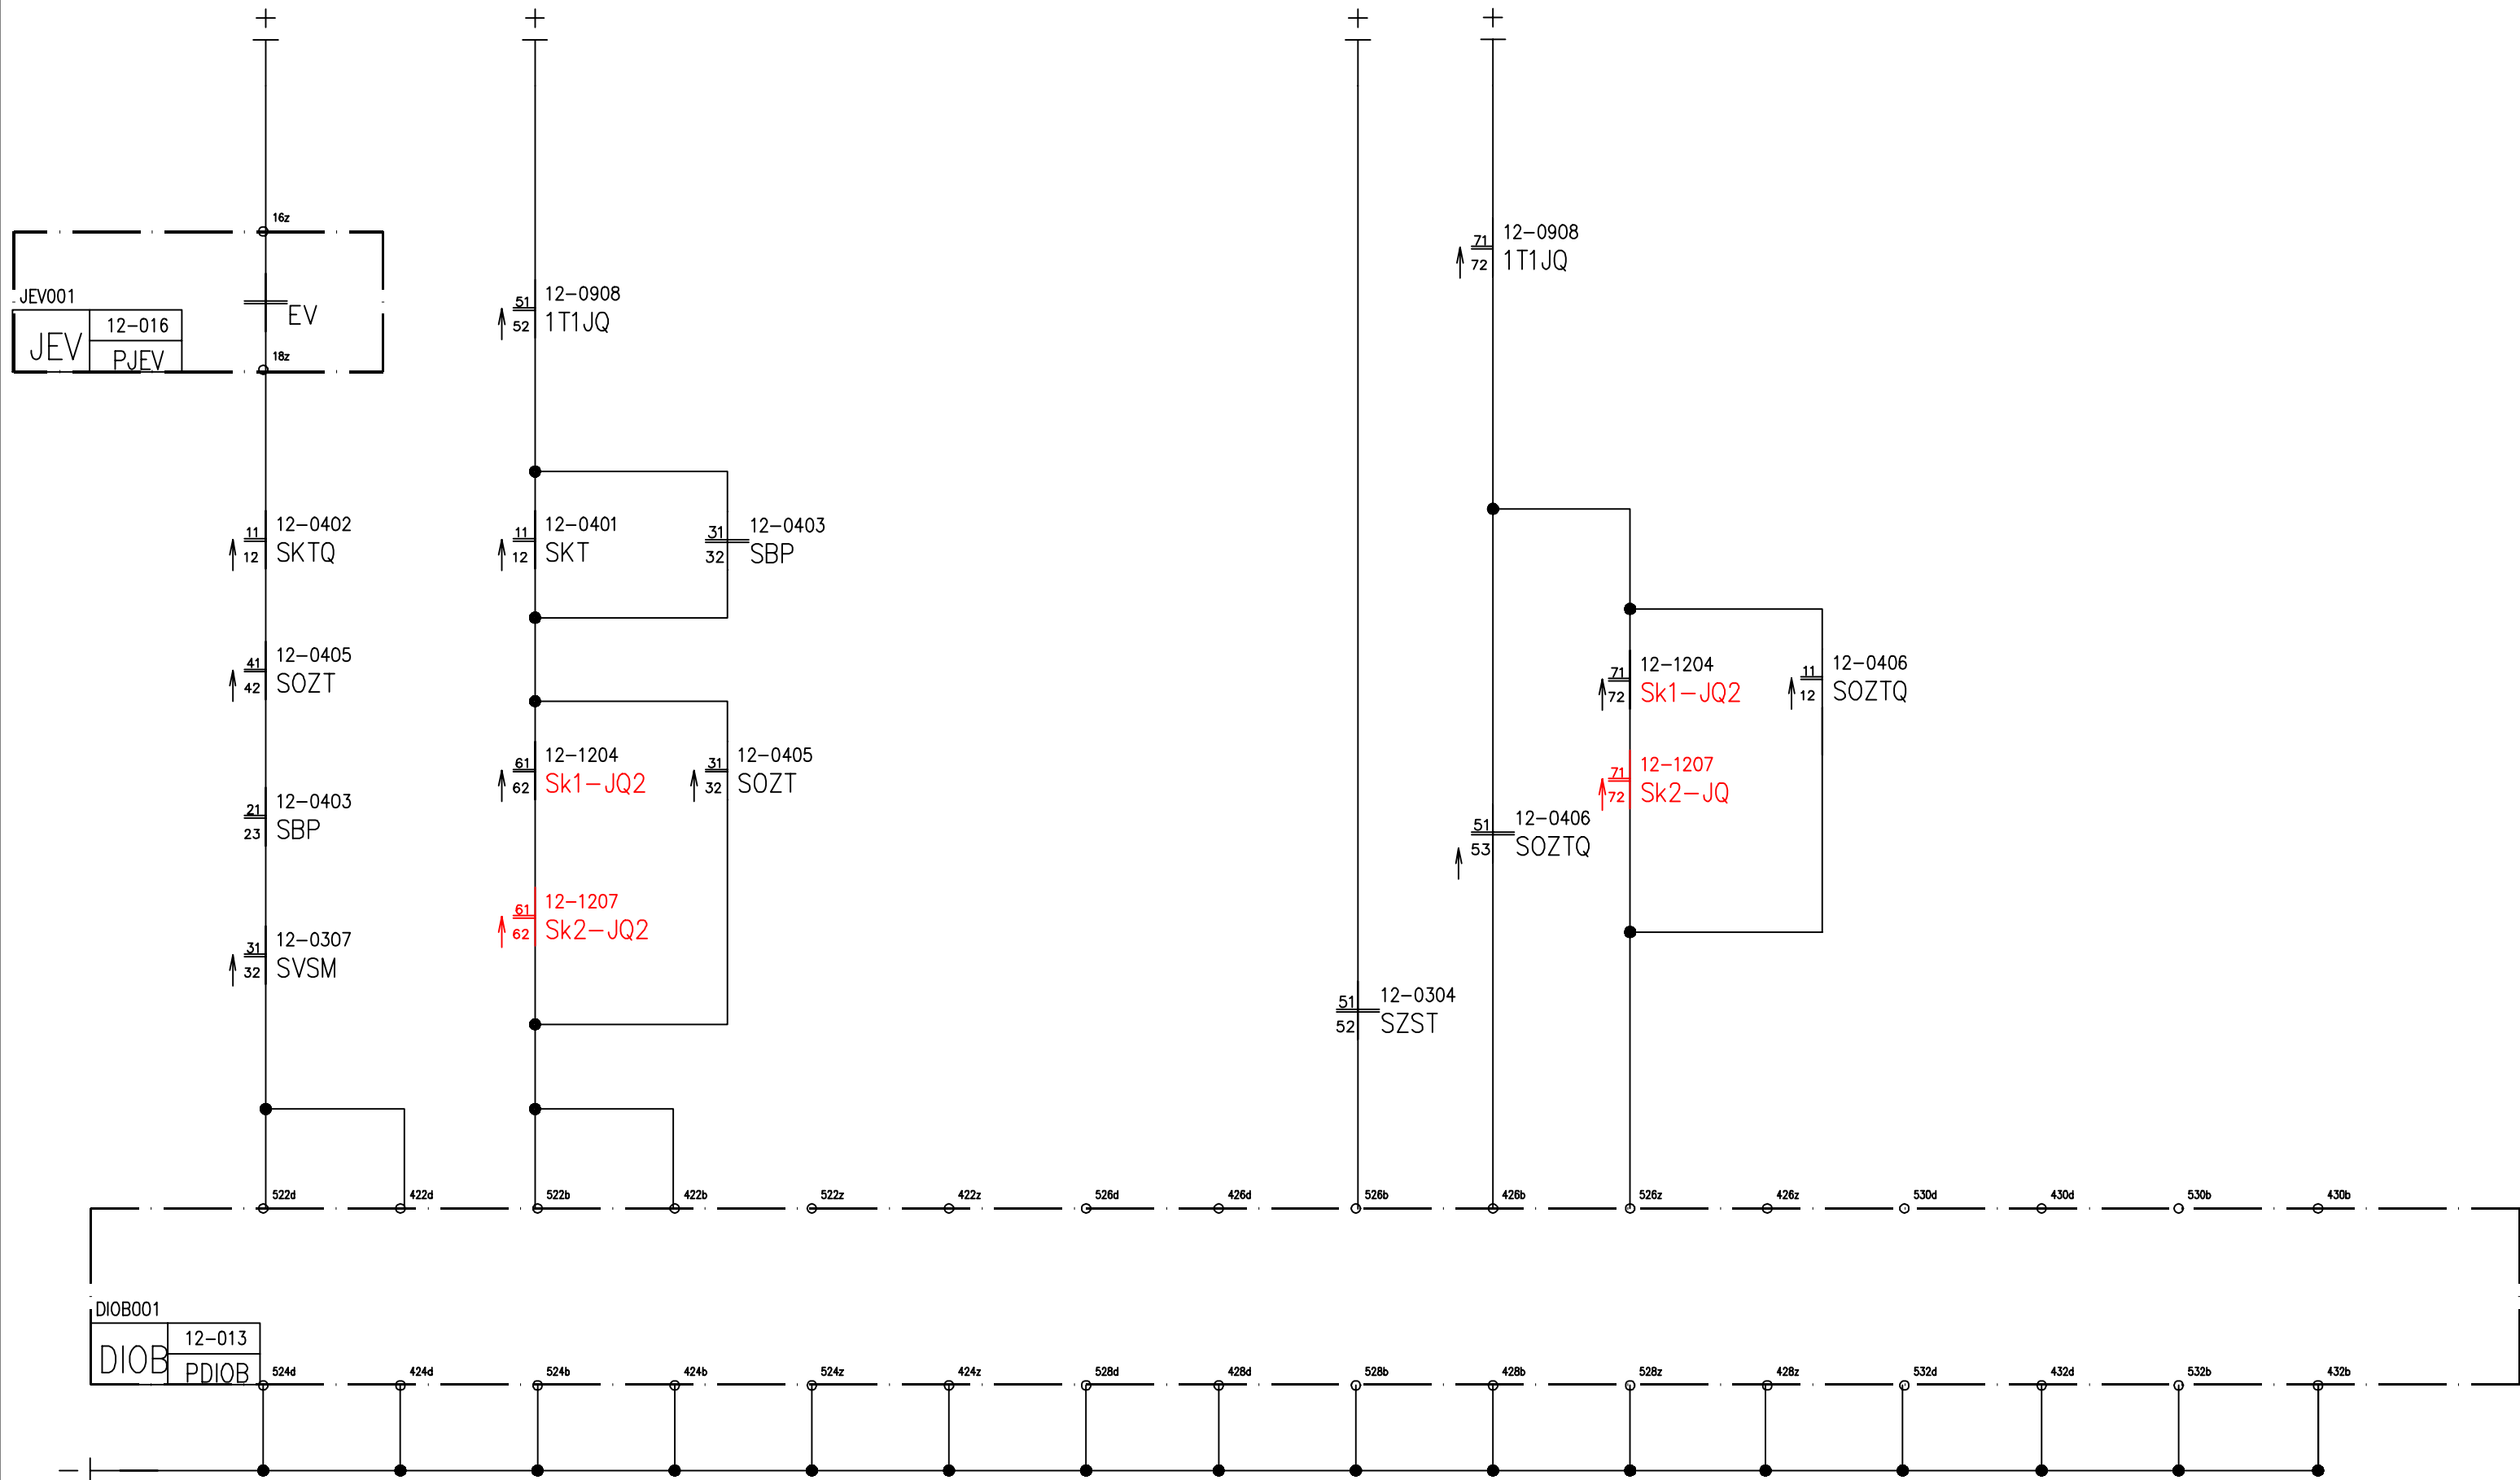 + + + +
16z
JEV001
JEV
12-016
PJEV
EV
18z
51
52
12-0908
1T1JQ
71
72
12-0908
1T1JQ
11
12
12-0402
SKTQ
11
12
12-0401
SKT
31
32
12-0403
SBP
41
42
12-0405
SOZT
71
72
12-1204
Sk1-JQ2
11
12
12-0406
SOZTQ
61
62
12-1204
Sk1-JQ2
31
32
12-0405
SOZT
71
72
12-1207
Sk2-JQ
21
23
12-0403
SBP
51
53
12-0406
SOZTQ
61
62
12-1207
Sk2-JQ2
31
32
12-0307
SVSM
51
52
12-0304
SZST
522d 422d 522b 422b 522z 422z 526d 426d 526b 426b 526z 426z 530d 430d 530b 430b
DIOB001
DIOB
12-013
PDIOB
524d 424d 524b 424b 524z 424z 528d 428d 528b 428b 528z 428z 532d 432d 532b 432b